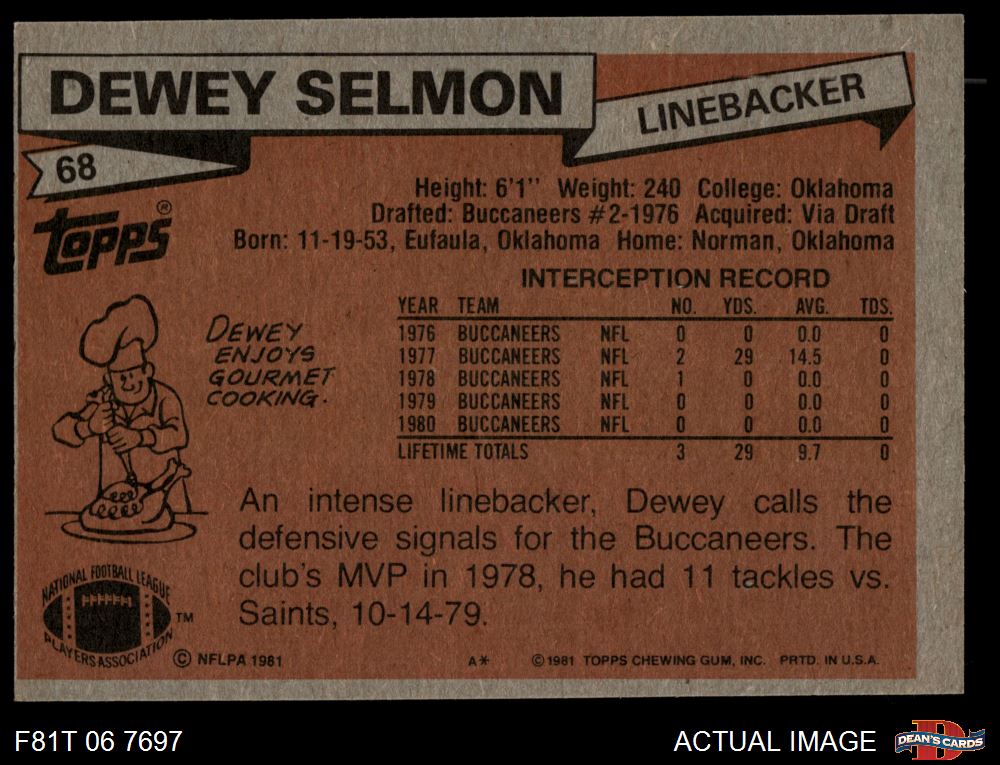 DEWEY SELMON
LINEBACKER
68
TOPPS®
Height: 6'1" Weight: 240 College: Oklahoma
Drafted: Buccaneers #2-1976 Acquired: Via Draft
Born: 11-19-53, Eufaula, Oklahoma Home: Norman, Oklahoma
INTERCEPTION RECORD
YEAR TEAM NO. YDS. AVG. TDS.
1976 BUCCANEERS NFL 0 0 0.0 0
1977 BUCCANEERS NFL 2 29 14.5 0
1978 BUCCANEERS NFL 1 0 0.0 0
1979 BUCCANEERS NFL 0 0 0.0 0
1980 BUCCANEERS NFL 0 0 0.0 0
LIFETIME TOTALS 3 29 9.7 0
DEWEY
ENJOYS
GOURMET
COOKING.
An intense linebacker, Dewey calls the
defensive signals for the Buccaneers. The
club's MVP in 1978, he had 11 tackles vs.
Saints, 10-14-79.
NATIONAL FOOTBALL LEAGUE
PLAYERS ASSOCIATION
TM
© NFLPA 1981
A*
© 1981 TOPPS CHEWING GUM, INC. PRTD. IN U.S.A.
F81T 06 7697
ACTUAL IMAGE
D
DEAN'S CARDS